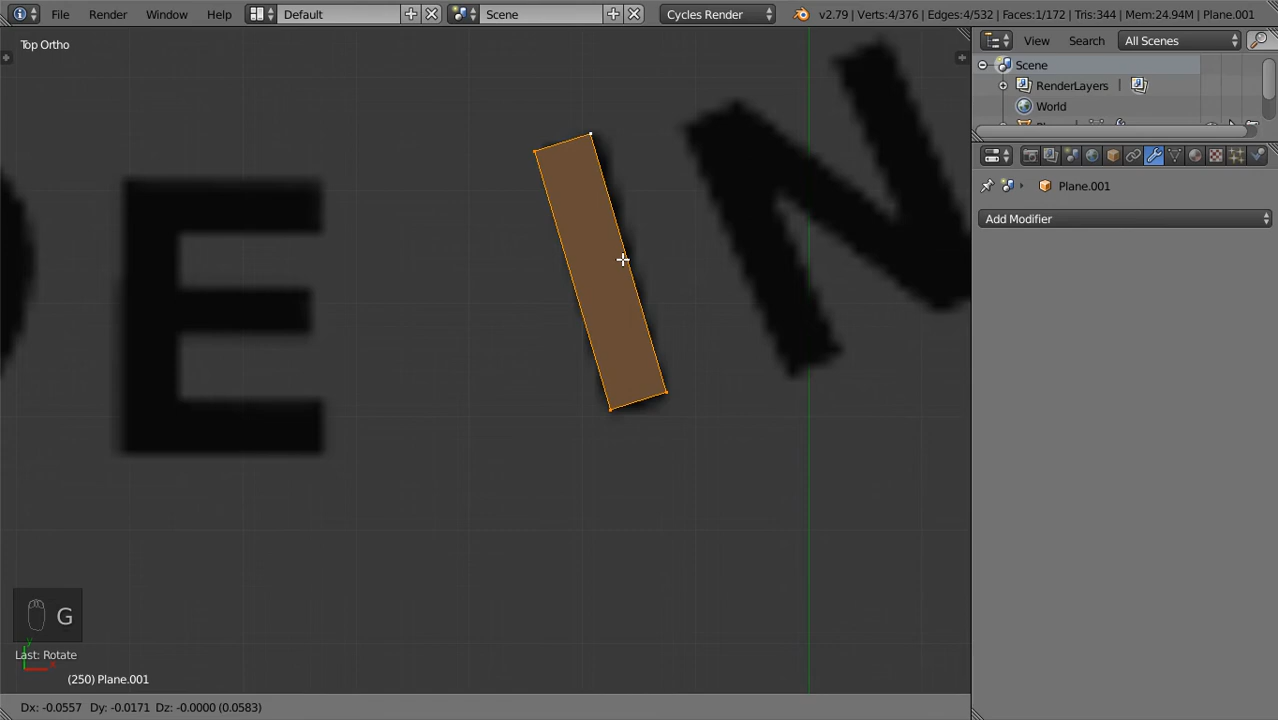 File Render Window Help Default Scene Cycles Render v2.79 | Verts:4/376 | Edges:4/532 | Faces:1/172 | Tris:344 | Mem:24.94M | Plane.001
Top Ortho
View Search All Scenes
Scene
RenderLayers
World
Plane.001
Add Modifier
E I N
G
Last: Rotate
y
x
(250) Plane.001
Dx: -0.0557 Dy: -0.0171 Dz: -0.0000 (0.0583)